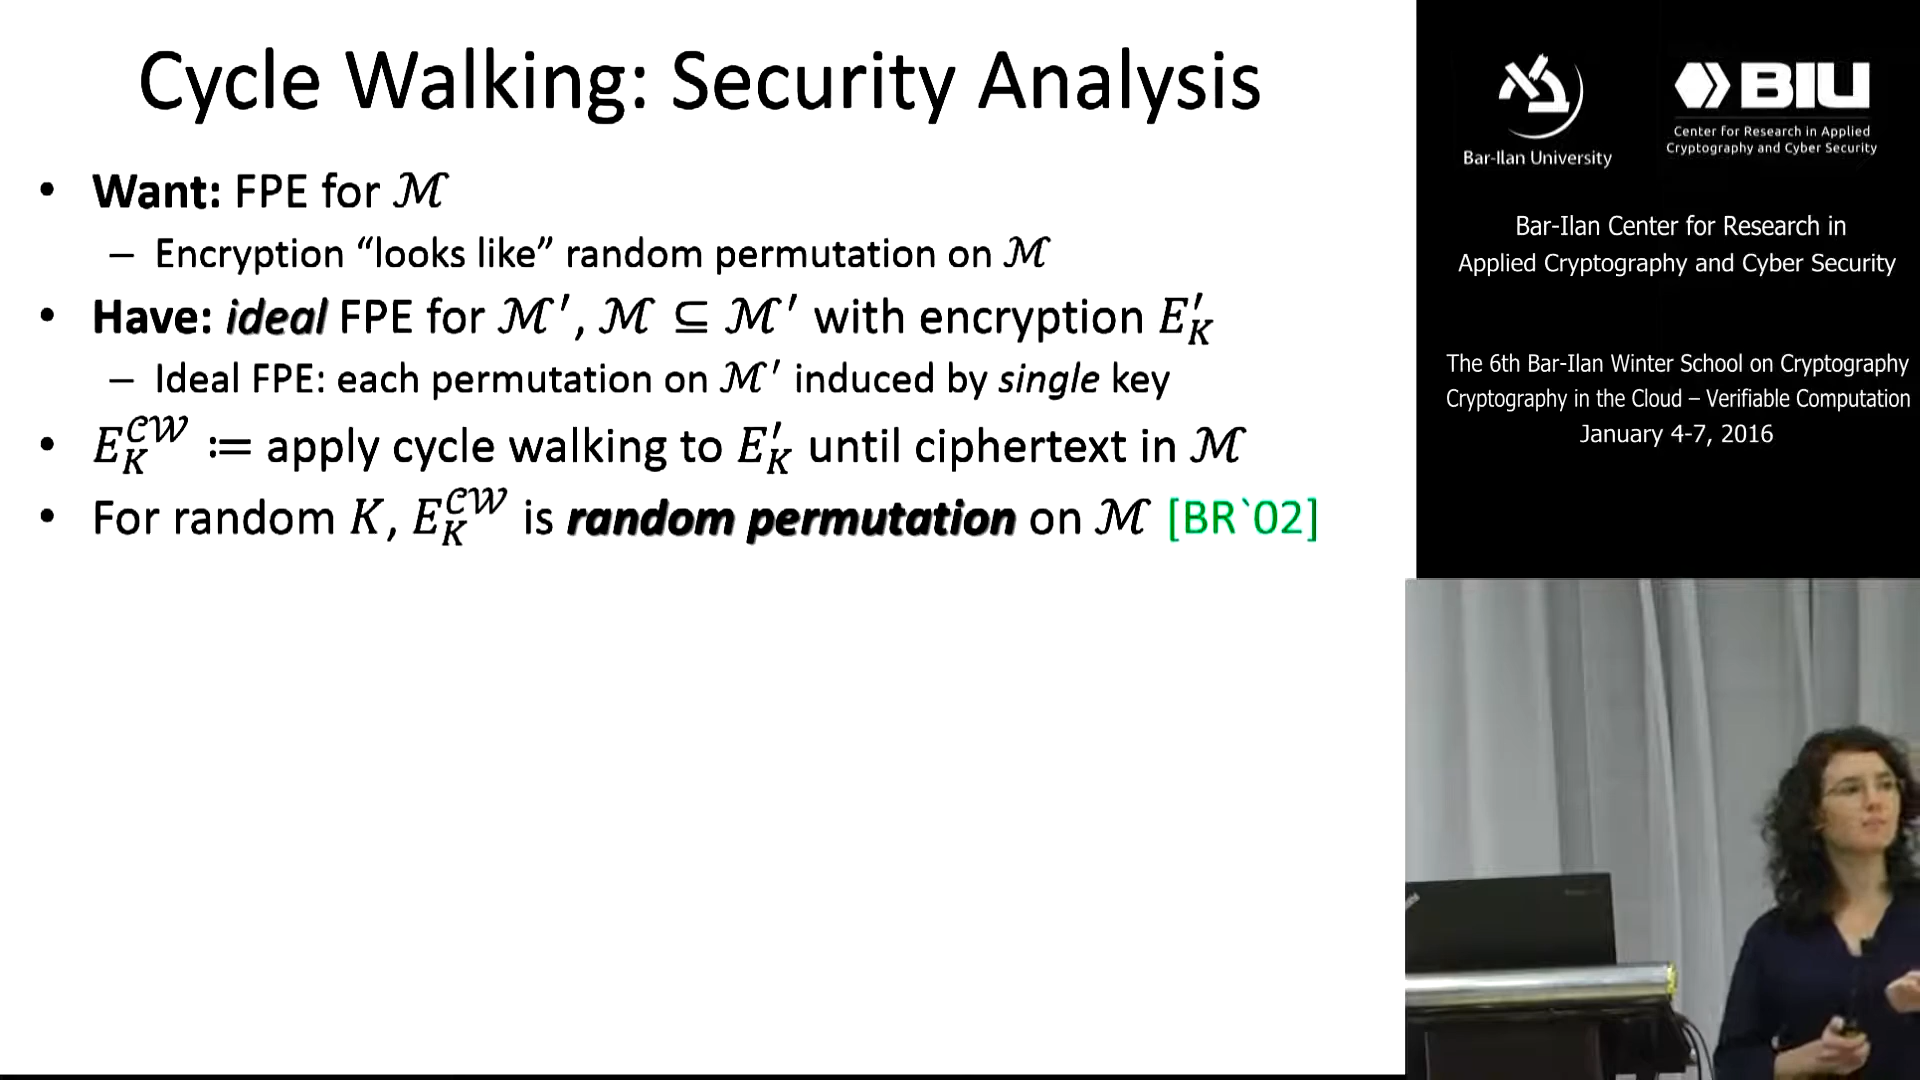 Cycle Walking: Security Analysis
• Want: FPE for ℳ
– Encryption “looks like” random permutation on ℳ
• Have: ideal FPE for ℳ′, ℳ ⊆ ℳ′ with encryption E′_K
– Ideal FPE: each permutation on ℳ′ induced by single key
• E_K^𝒞𝒲 := apply cycle walking to E′_K until ciphertext in ℳ
• For random K, E_K^𝒞𝒲 is random permutation on ℳ [BR`02]
Bar-Ilan University
BIU
Center for Research in Applied
Cryptography and Cyber Security
Bar-Ilan Center for Research in
Applied Cryptography and Cyber Security
The 6th Bar-Ilan Winter School on Cryptography
Cryptography in the Cloud – Verifiable Computation
January 4-7, 2016